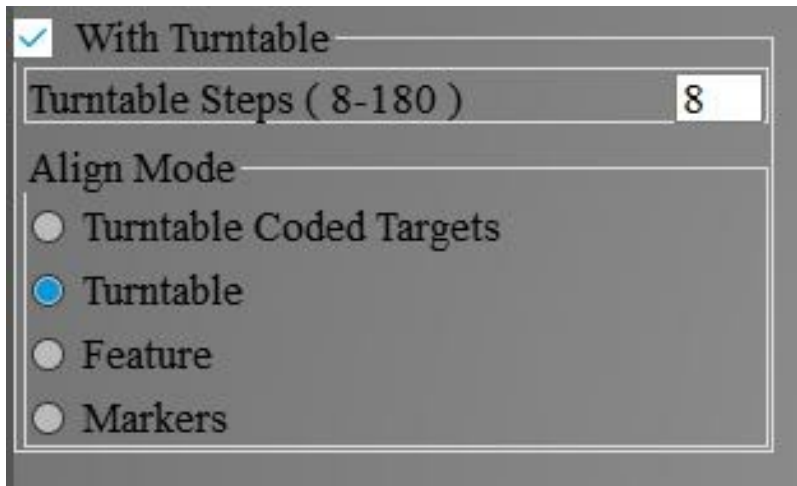 With Turntable
Turntable Steps ( 8-180 ) 8
Align Mode
Turntable Coded Targets
Turntable
Feature
Markers